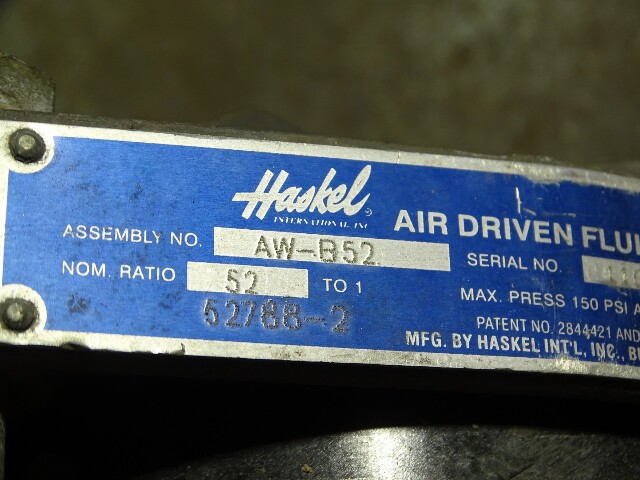 Haskel
INTERNATIONAL, INC
AIR DRIVEN FLUI
ASSEMBLY NO. AW-B52
SERIAL NO.
NOM. RATIO 52 TO 1
MAX. PRESS 150 PSI A
52788-2
PATENT NO. 2844421 AND
MFG. BY HASKEL INT'L, INC., B